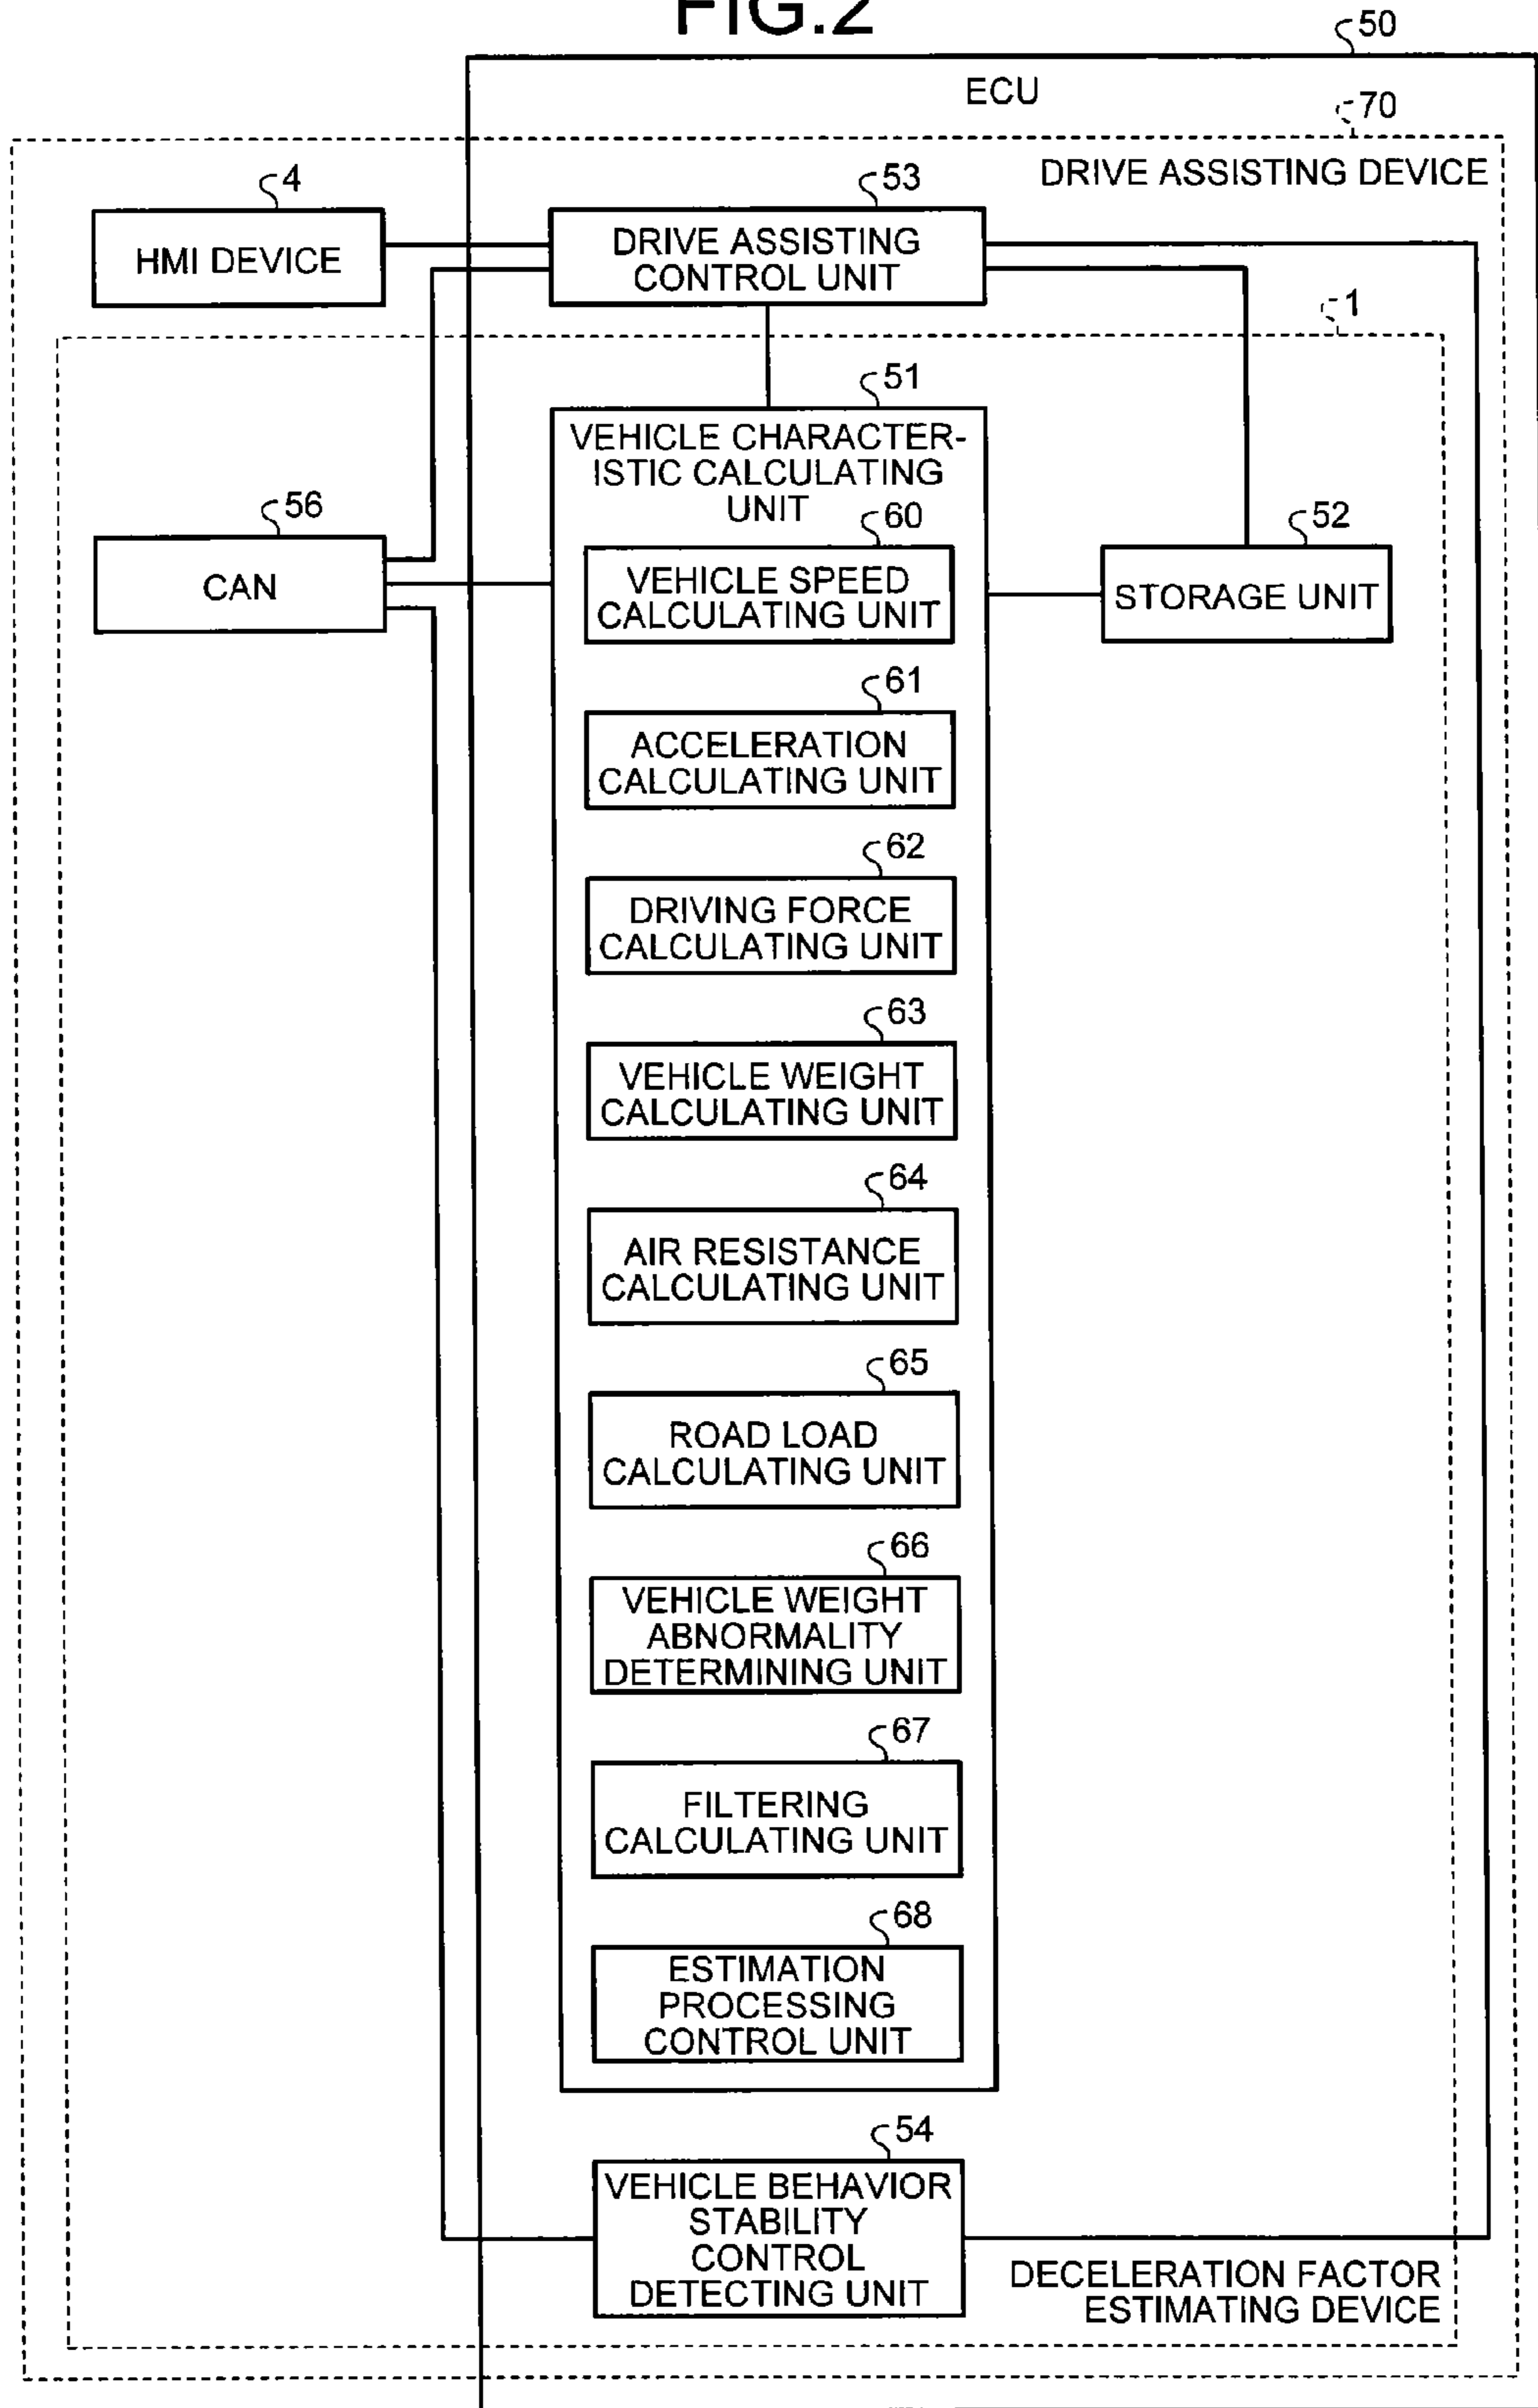 FIG.2
50
ECU
70
DRIVE ASSISTING DEVICE
4
HMI DEVICE
53
DRIVE ASSISTING
CONTROL UNIT
1
51
VEHICLE CHARACTER-
ISTIC CALCULATING
UNIT
56
CAN
60
VEHICLE SPEED
CALCULATING UNIT
52
STORAGE UNIT
61
ACCELERATION
CALCULATING UNIT
62
DRIVING FORCE
CALCULATING UNIT
63
VEHICLE WEIGHT
CALCULATING UNIT
64
AIR RESISTANCE
CALCULATING UNIT
65
ROAD LOAD
CALCULATING UNIT
66
VEHICLE WEIGHT
ABNORMALITY
DETERMINING UNIT
67
FILTERING
CALCULATING UNIT
68
ESTIMATION
PROCESSING
CONTROL UNIT
54
VEHICLE BEHAVIOR
STABILITY
CONTROL
DETECTING UNIT
DECELERATION FACTOR
ESTIMATING DEVICE